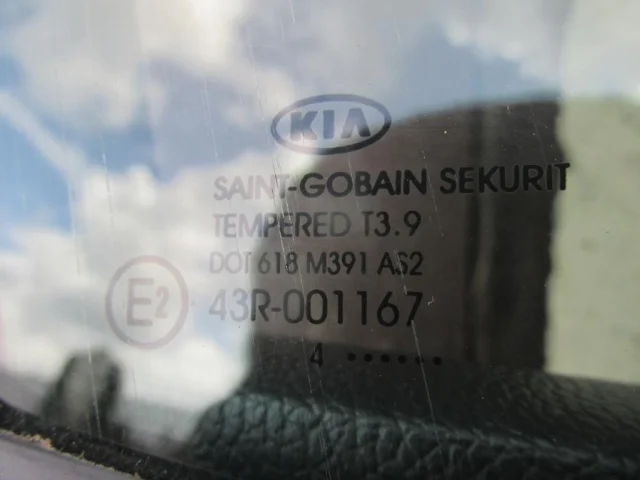 KIA
SAINT-GOBAIN SEKURIT
TEMPERED T3.9
DOT 618 M391 AS2
E2
43R-001167
4 ••••••